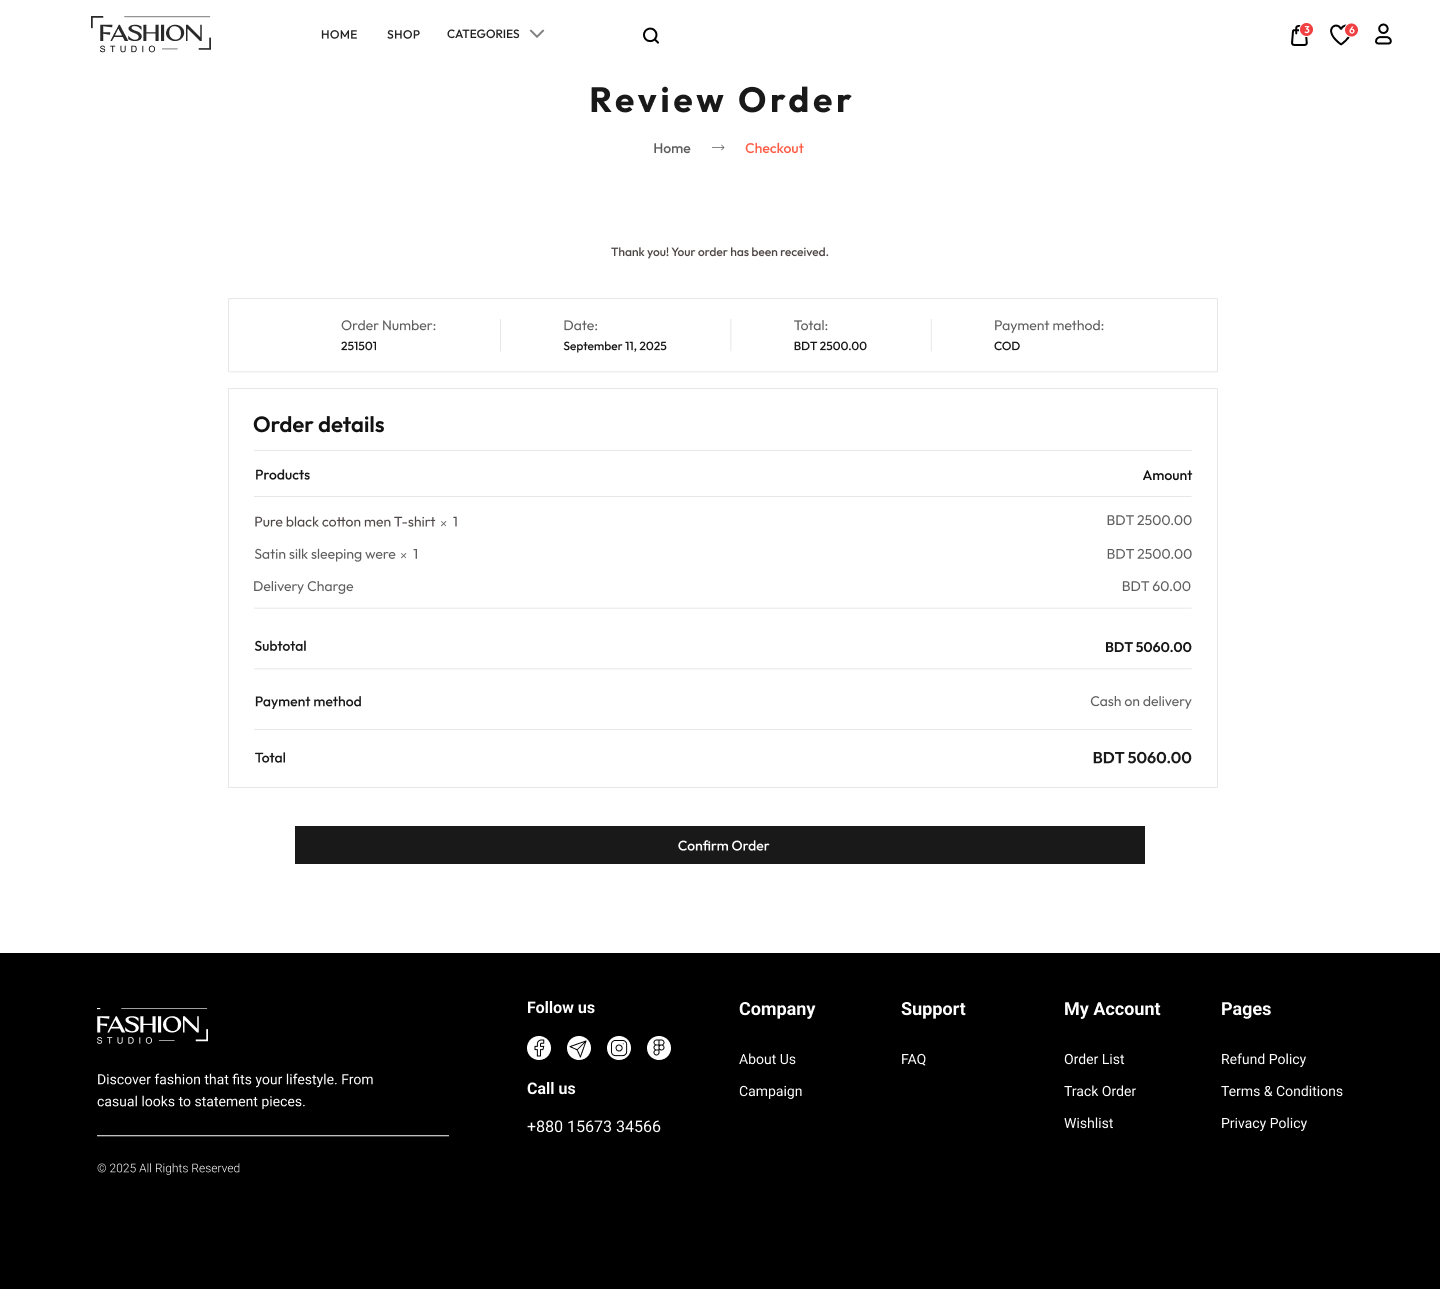 FASHION
STUDIO
HOME SHOP CATEGORIES
3 6
Review Order
Home → Checkout
Thank you! Your order has been received.
Order Number: Date: Total: Payment method:
251501 September 11, 2025 BDT 2500.00 COD
Order details
Products Amount
Pure black cotton men T-shirt × 1 BDT 2500.00
Satin silk sleeping were × 1 BDT 2500.00
Delivery Charge BDT 60.00
Subtotal BDT 5060.00
Payment method Cash on delivery
Total BDT 5060.00
Confirm Order
FASHION
STUDIO
Discover fashion that fits your lifestyle. From
casual looks to statement pieces.
© 2025 All Rights Reserved
Follow us
Call us
+880 15673 34566
Company
About Us
Campaign
Support
FAQ
My Account
Order List
Track Order
Wishlist
Pages
Refund Policy
Terms & Conditions
Privacy Policy